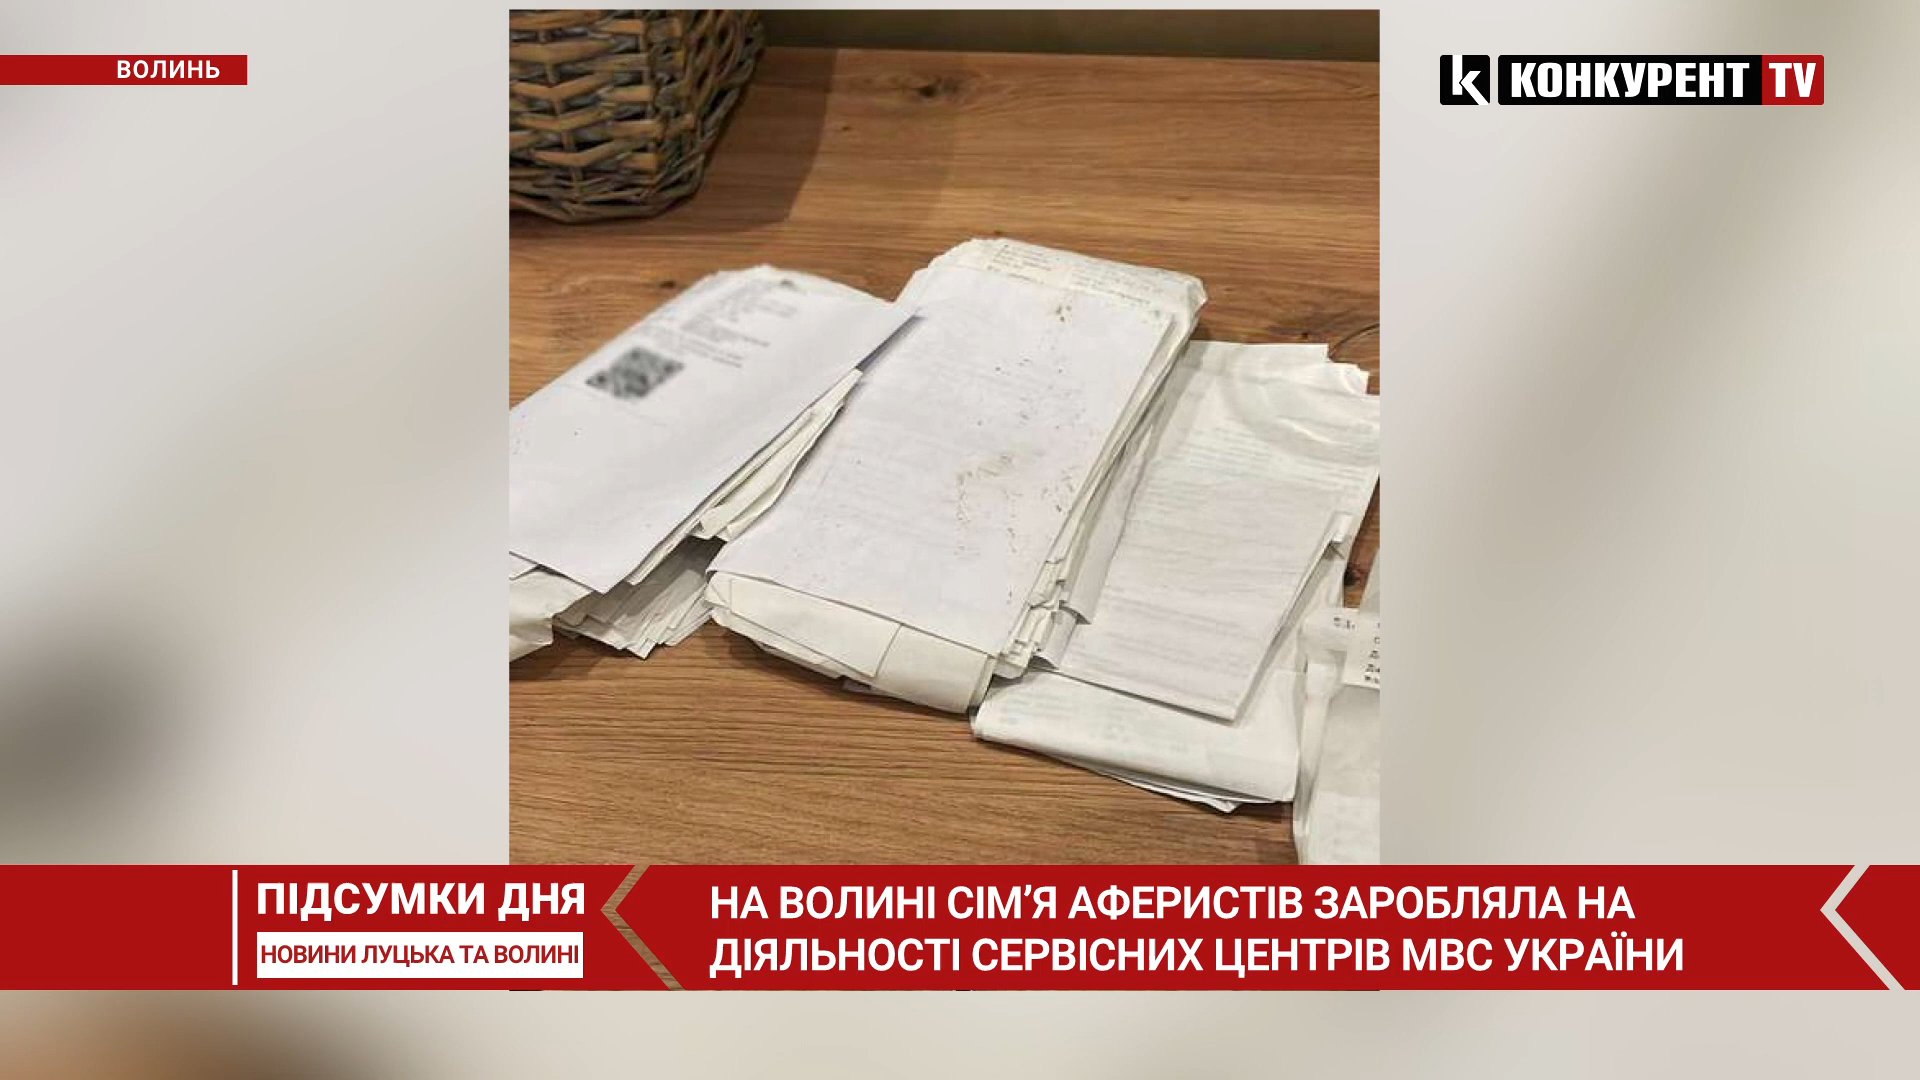 ВОЛИНЬ
КОНКУРЕНТ TV
ПІДСУМКИ ДНЯ
НОВИНИ ЛУЦЬКА ТА ВОЛИНІ
НА ВОЛИНІ СІМ’Я АФЕРИСТІВ ЗАРОБЛЯЛА НА
ДІЯЛЬНОСТІ СЕРВІСНИХ ЦЕНТРІВ МВС УКРАЇНИ